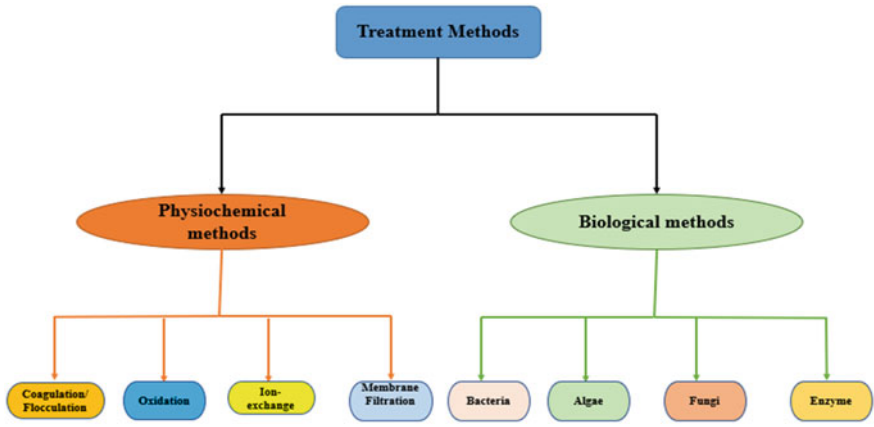 Treatment Methods
Physiochemical
methods
Biological methods
Coagulation/
Flocculation
Oxidation
Ion-
exchange
Membrane
Filtration
Bacteria
Algae
Fungi
Enzyme